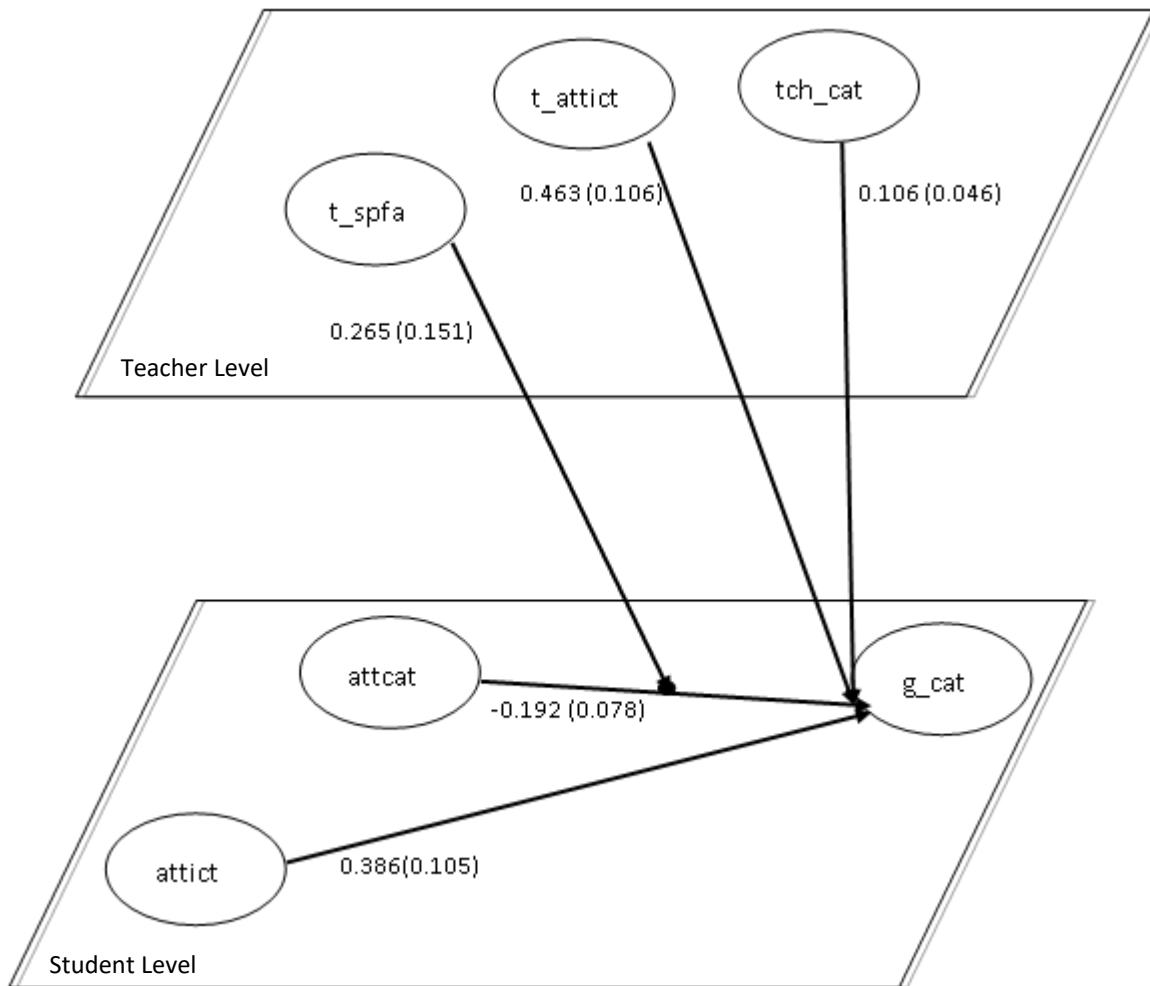 t_attict
tch_cat
0.463 (0.106)
0.106 (0.046)
t_spfa
0.265 (0.151)
Teacher Level
attcat
g_cat
-0.192 (0.078)
attict
0.386(0.105)
Student Level